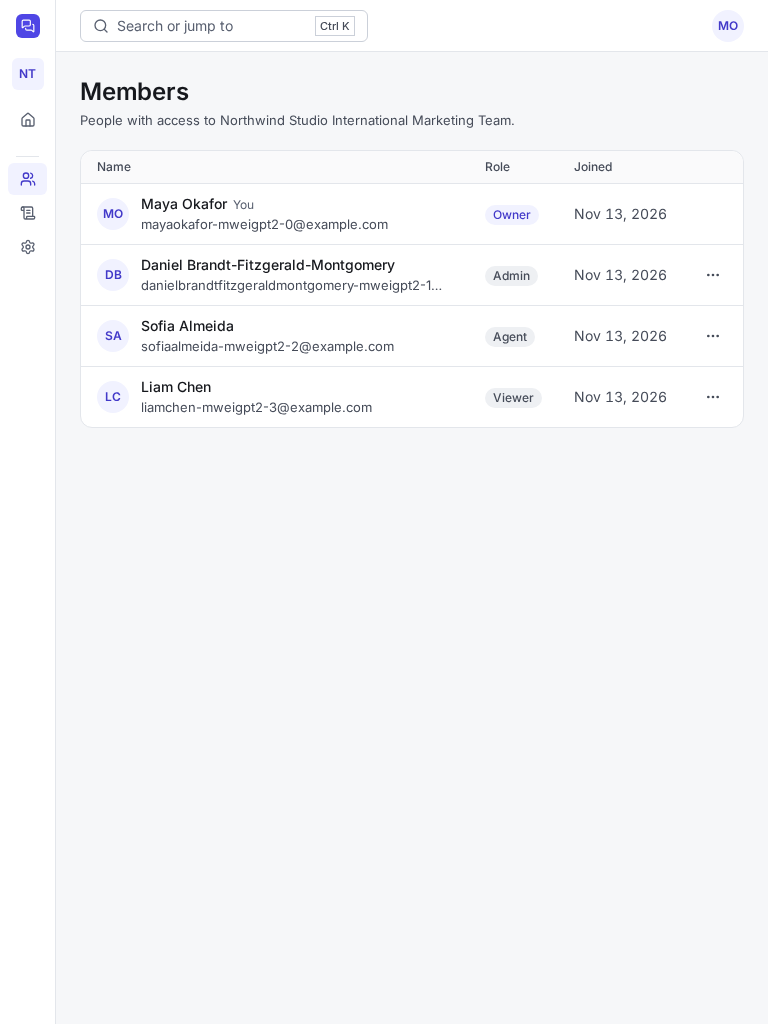 Search or jump to Ctrl K MO
NT
Members
People with access to Northwind Studio International Marketing Team.
Name Role Joined
MO Maya Okafor You Owner Nov 13, 2026
mayaokafor-mweigpt2-0@example.com
DB Daniel Brandt-Fitzgerald-Montgomery Admin Nov 13, 2026
danielbrandtfitzgeraldmontgomery-mweigpt2-1...
SA Sofia Almeida Agent Nov 13, 2026
sofiaalmeida-mweigpt2-2@example.com
LC Liam Chen Viewer Nov 13, 2026
liamchen-mweigpt2-3@example.com